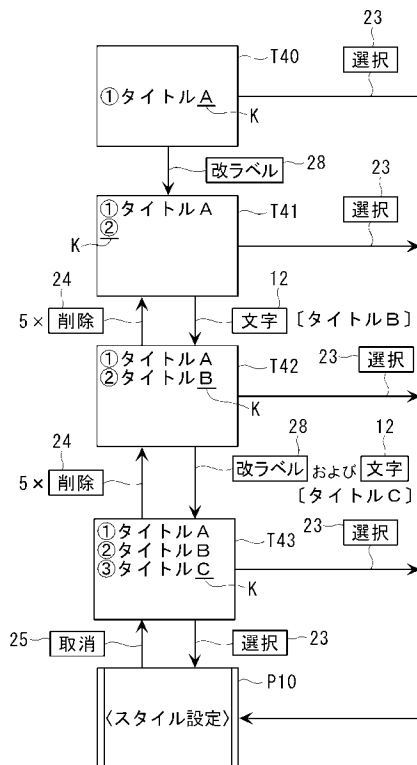 23
選択
T40
①タイトルA
K
改ラベル
28
23
選択
①タイトルA
②
T41
K
24
5×
削除
12
文字
〔タイトルB〕
①タイトルA
②タイトルB
T42
23
選択
K
24
5×
削除
28
12
改ラベル
および
文字
〔タイトルC〕
①タイトルA
②タイトルB
③タイトルC
T43
23
選択
K
25
取消
選択
23
P10
〈スタイル設定〉